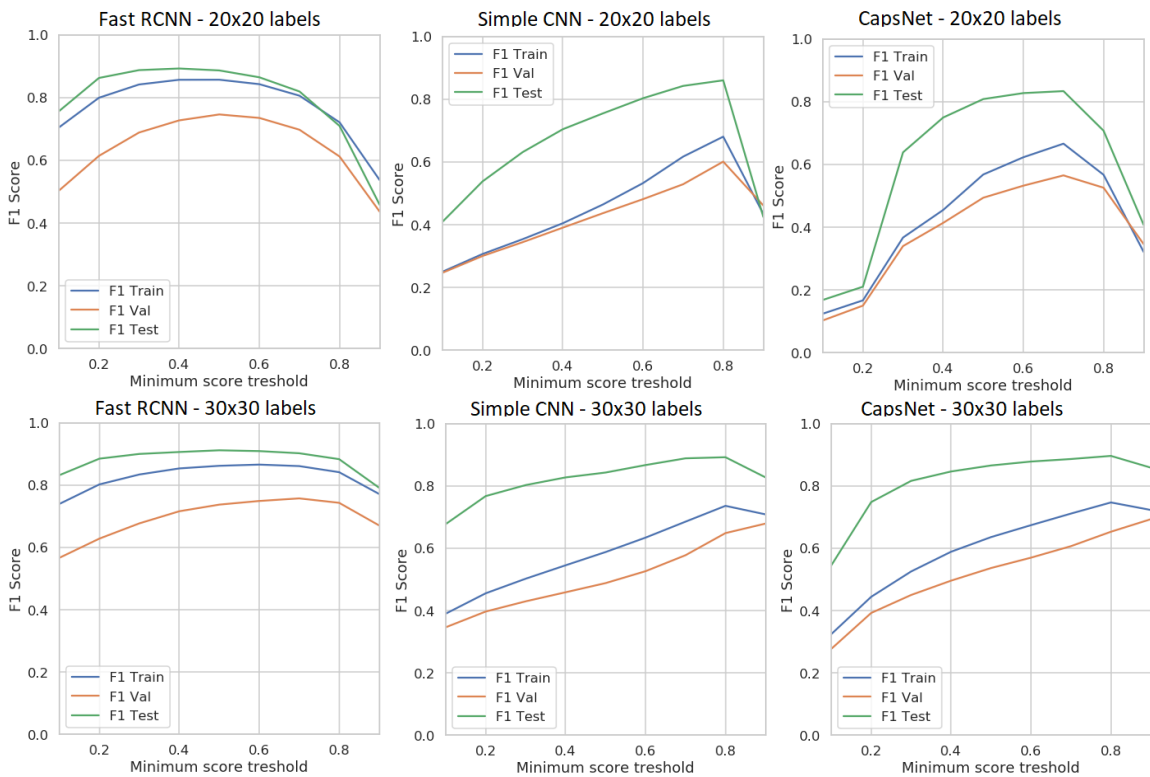 Fast RCNN - 20x20 labels
1.0
0.8
0.6
0.4
0.2
0.0
F1 Score
F1 Train
F1 Val
F1 Test
0.2 0.4 0.6 0.8
Minimum score treshold
Simple CNN - 20x20 labels
1.0
0.8
0.6
0.4
0.2
0.0
F1 Score
F1 Train
F1 Val
F1 Test
0.2 0.4 0.6 0.8
Minimum score treshold
CapsNet - 20x20 labels
1.0
0.8
0.6
0.4
0.2
0.0
F1 Score
F1 Train
F1 Val
F1 Test
0.2 0.4 0.6 0.8
Minimum score treshold
Fast RCNN - 30x30 labels
1.0
0.8
0.6
0.4
0.2
0.0
F1 Score
F1 Train
F1 Val
F1 Test
0.2 0.4 0.6 0.8
Minimum score treshold
Simple CNN - 30x30 labels
1.0
0.8
0.6
0.4
0.2
0.0
F1 Score
F1 Train
F1 Val
F1 Test
0.2 0.4 0.6 0.8
Minimum score treshold
CapsNet - 30x30 labels
1.0
0.8
0.6
0.4
0.2
0.0
F1 Score
F1 Train
F1 Val
F1 Test
0.2 0.4 0.6 0.8
Minimum score treshold